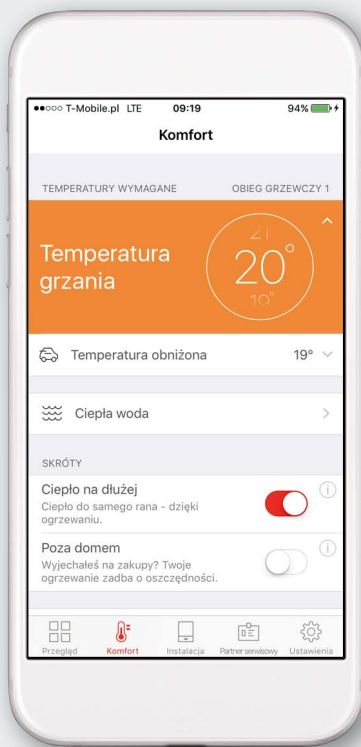 T-Mobile.pl LTE 09:19 94%
Komfort
TEMPERATURY WYMAGANE OBIEG GRZEWCZY 1
Temperatura
grzania
21
20°
19°
Temperatura obniżona 19°
Ciepła woda
SKRÓTY
Ciepło na dłużej
Ciepło do samego rana - dzięki
ogrzewaniu.
Poza domem
Wyjechałeś na zakupy? Twoje
ogrzewanie zadba o oszczędności.
Przegląd Komfort Instalacja Partner serwisowy Ustawienia